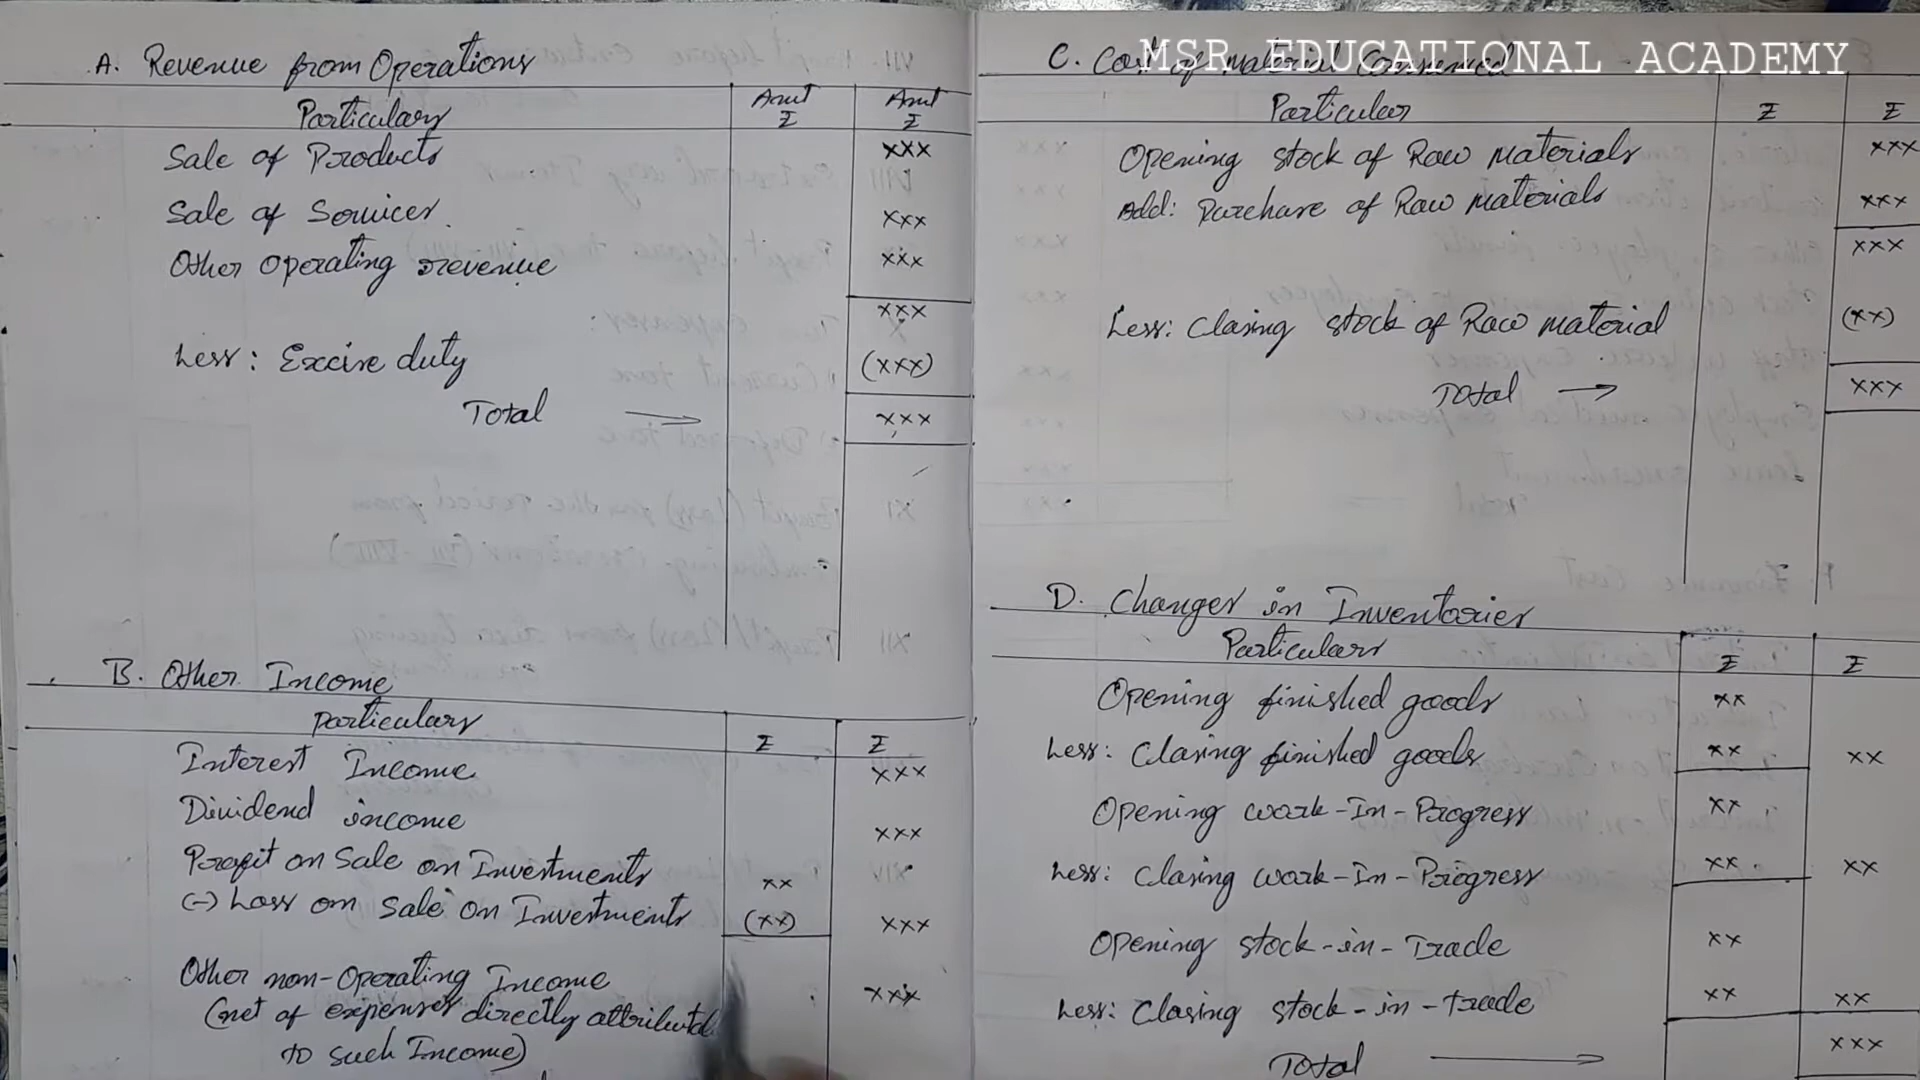 MSR EDUCATIONAL ACADEMY
A. Revenue from Operations
Particulars Amt ₹ Amt ₹
Sale of Products xxx
Sale of Services xxx
Other operating revenue xxx
xxx
Less: Excise duty (xxx)
Total → xxx
B. Other Income
particulars ₹ ₹
Interest Income xxx
Dividend income xxx
Profit on Sale on Investments xx
(-) Loss on Sale on Investments (xx) xxx
Other non-Operating Income xxx
(net of expenses directly
to such Income)
C. Cost of material Consumed
Particular ₹ ₹
Opening stock of Raw materials xxx
Add: Purchase of Raw materials xxx
xxx
Less: Closing stock of Raw material (xx)
Total → xxx
D. Changes in Inventories
Particulars ₹ ₹
Opening finished goods xx
Less: Closing finished goods xx xx
Opening work-In-Progress xx
Less: Closing work-In-Progress xx xx
Opening stock-in-Trade xx
Less: Closing stock-in-trade xx xx
Total → xxx